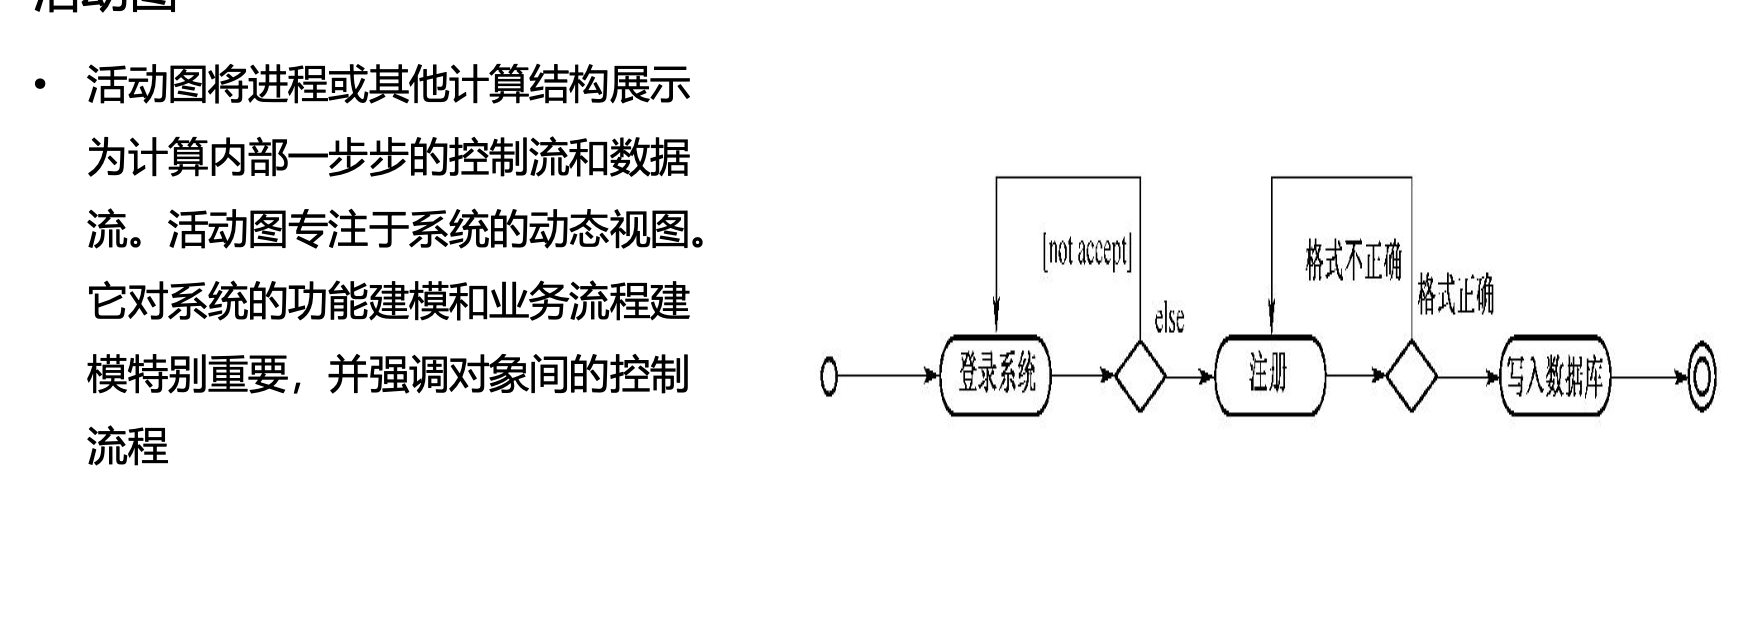 活动图
• 活动图将进程或其他计算结构展示
为计算内部一步步的控制流和数据
流。活动图专注于系统的动态视图。
它对系统的功能建模和业务流程建
模特别重要，并强调对象间的控制
流程
[not accept]
else
格式不正确
格式正确
登录系统
注册
写入数据库